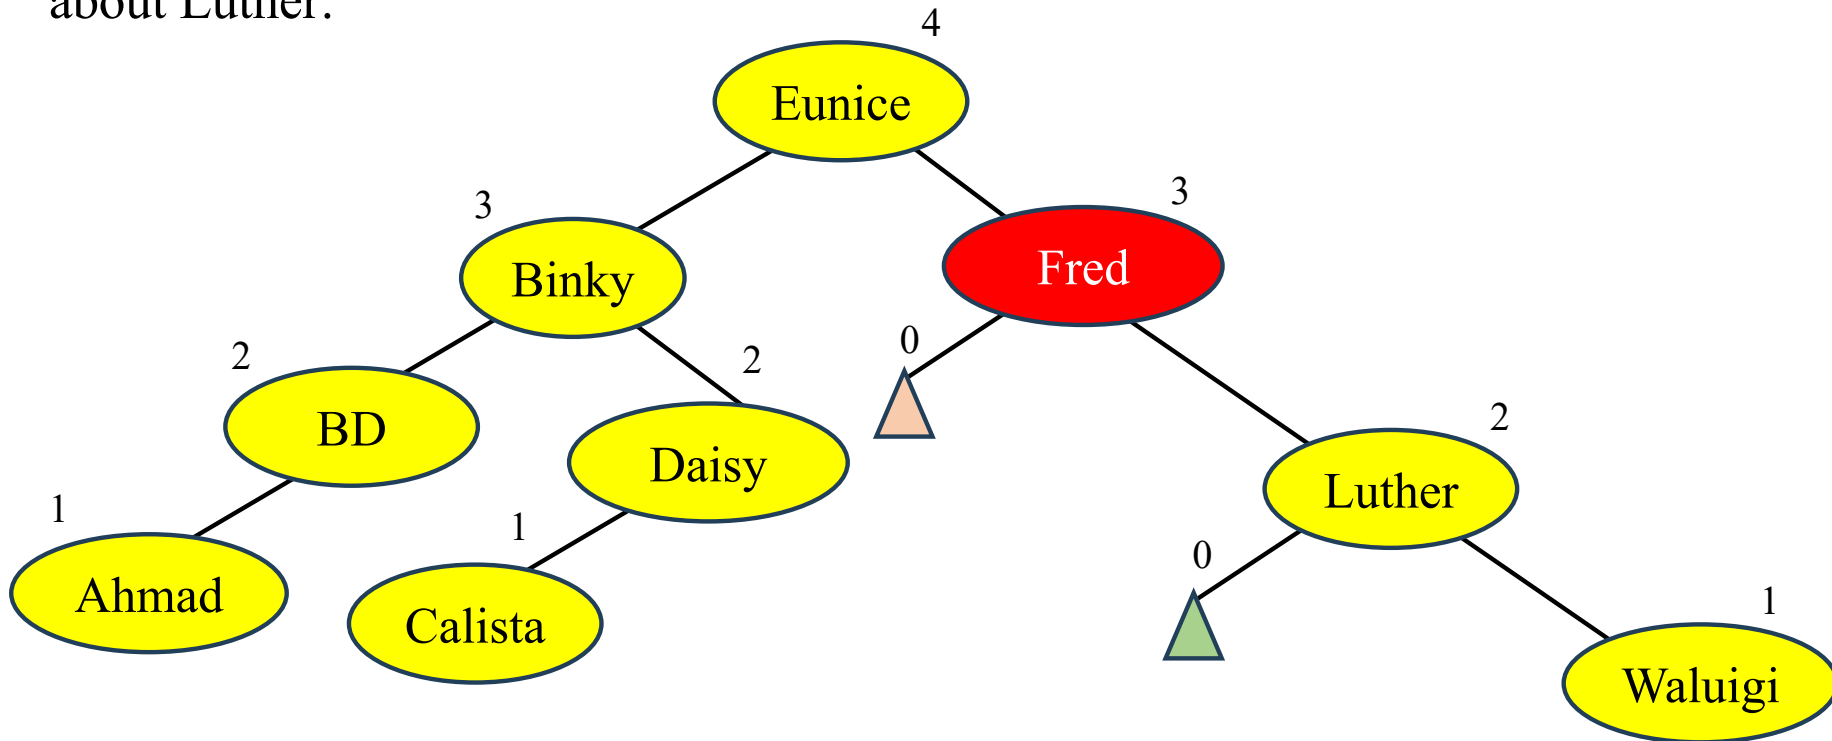 about Luther.
4
Eunice
3
3
Fred
Binky
0
2
2
BD
2
Daisy
Luther
1
1
0
Ahmad
Calista
1
Waluigi